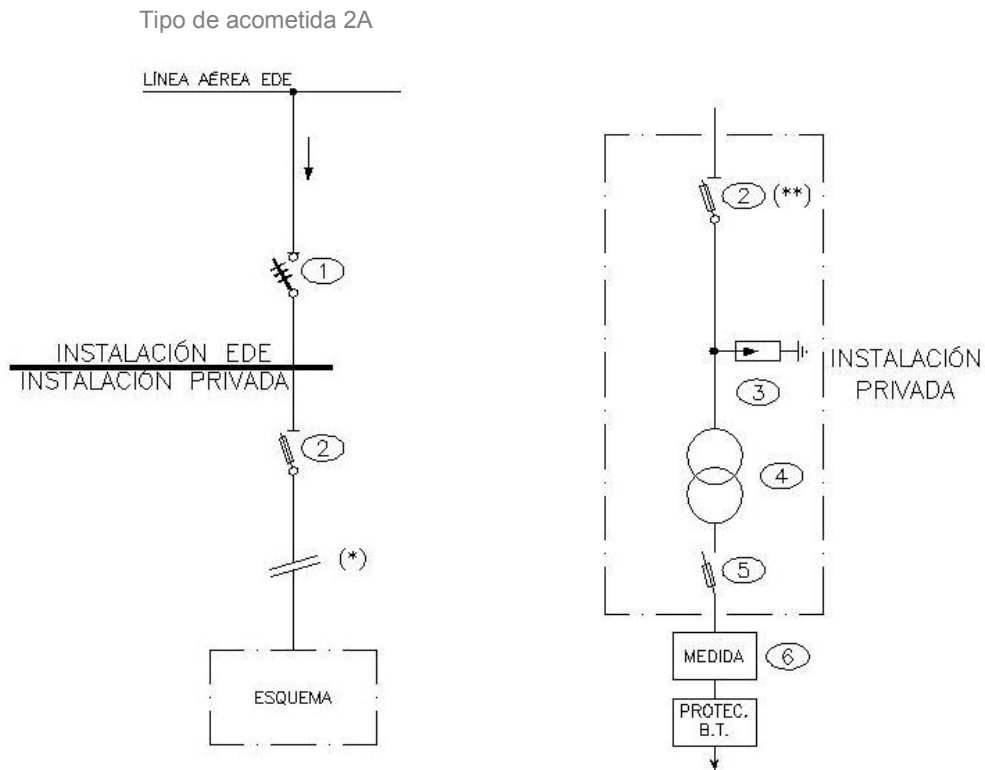 Tipo de acometida 2A
LÍNEA AÉREA EDE
1
INSTALACIÓN EDE
INSTALACIÓN PRIVADA
2
(*)
ESQUEMA
2 (**)
3
INSTALACIÓN
PRIVADA
4
5
MEDIDA
6
PROTEC.
B.T.